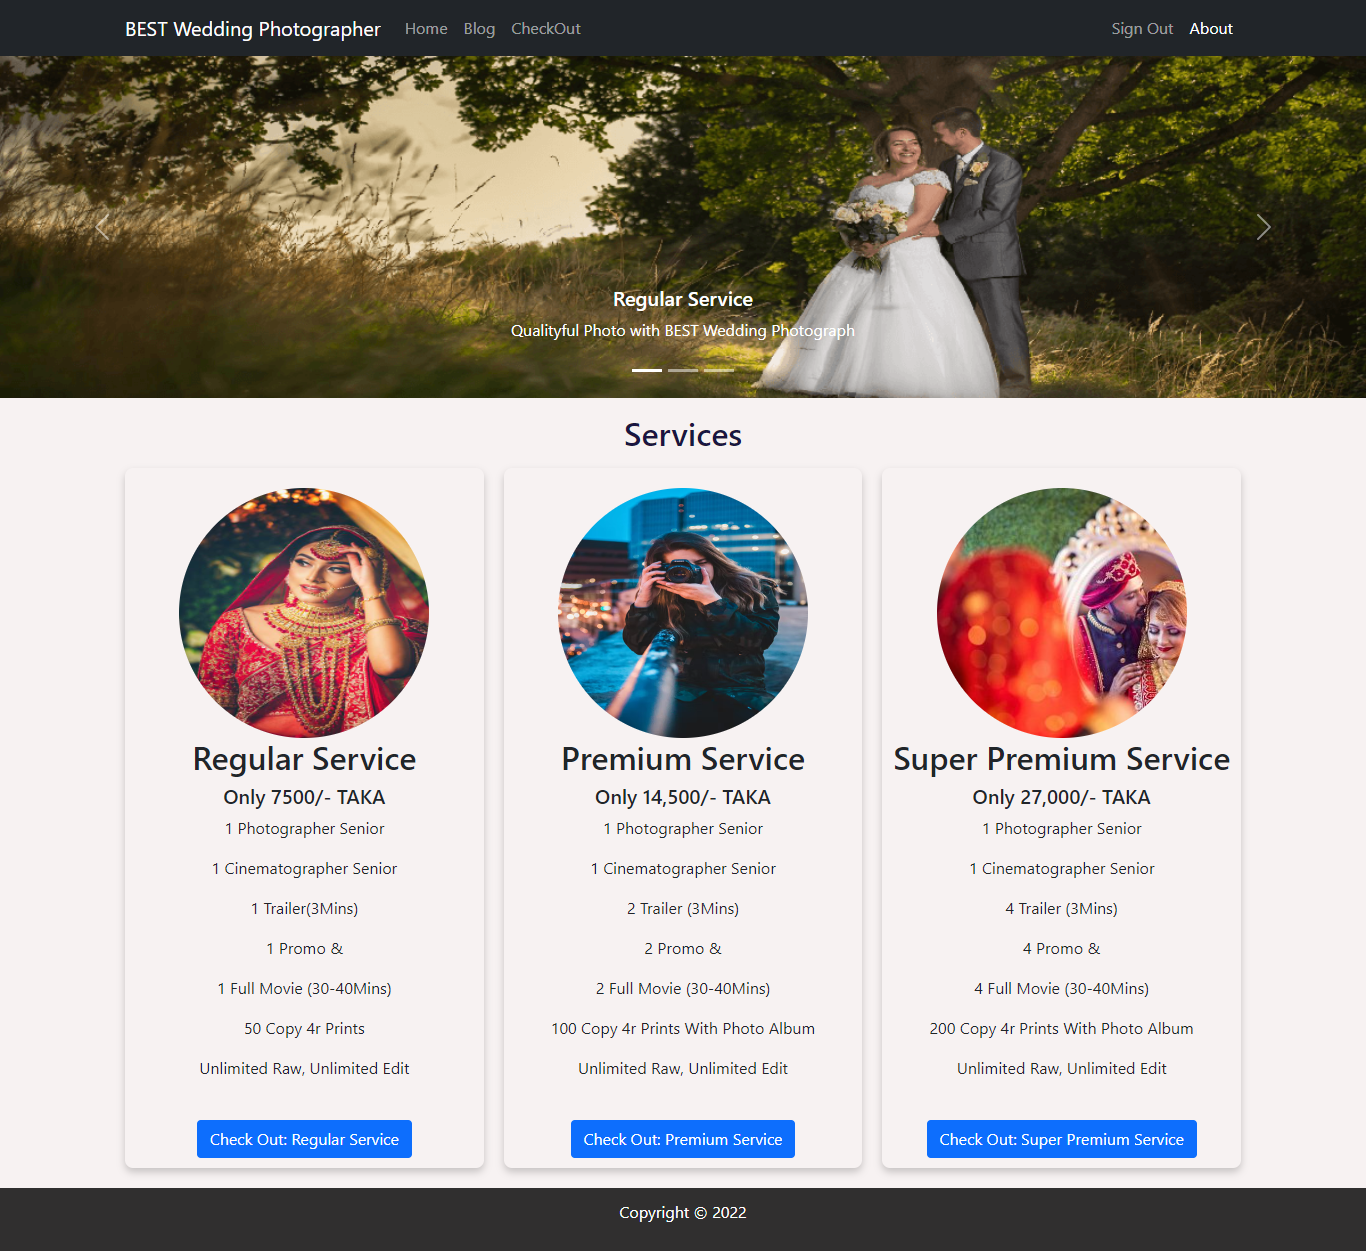 BEST Wedding Photographer Home Blog CheckOut Sign Out About
Regular Service
Qualityful Photo with BEST Wedding Photograph
Services
Regular Service
Only 7500/- TAKA
1 Photographer Senior
1 Cinematographer Senior
1 Trailer(3Mins)
1 Promo &
1 Full Movie (30-40Mins)
50 Copy 4r Prints
Unlimited Raw, Unlimited Edit
Check Out: Regular Service
Premium Service
Only 14,500/- TAKA
1 Photographer Senior
1 Cinematographer Senior
2 Trailer (3Mins)
2 Promo &
2 Full Movie (30-40Mins)
100 Copy 4r Prints With Photo Album
Unlimited Raw, Unlimited Edit
Check Out: Premium Service
Super Premium Service
Only 27,000/- TAKA
1 Photographer Senior
1 Cinematographer Senior
4 Trailer (3Mins)
4 Promo &
4 Full Movie (30-40Mins)
200 Copy 4r Prints With Photo Album
Unlimited Raw, Unlimited Edit
Check Out: Super Premium Service
Copyright © 2022